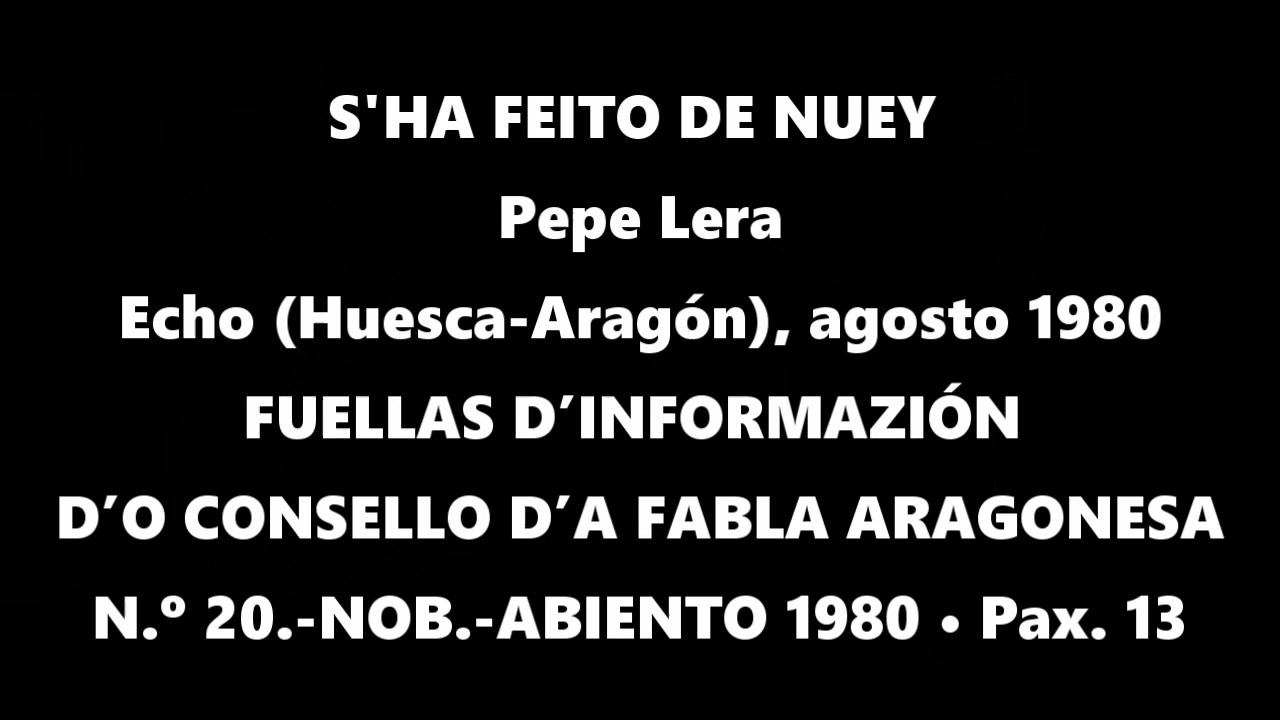 S'HA FEITO DE NUEY
Pepe Lera
Echo (Huesca-Aragón), agosto 1980
FUELLAS D’INFORMAZIÓN
D’O CONSELLO D’A FABLA ARAGONESA
N.º 20.-NOB.-ABIENTO 1980 • Pax. 13